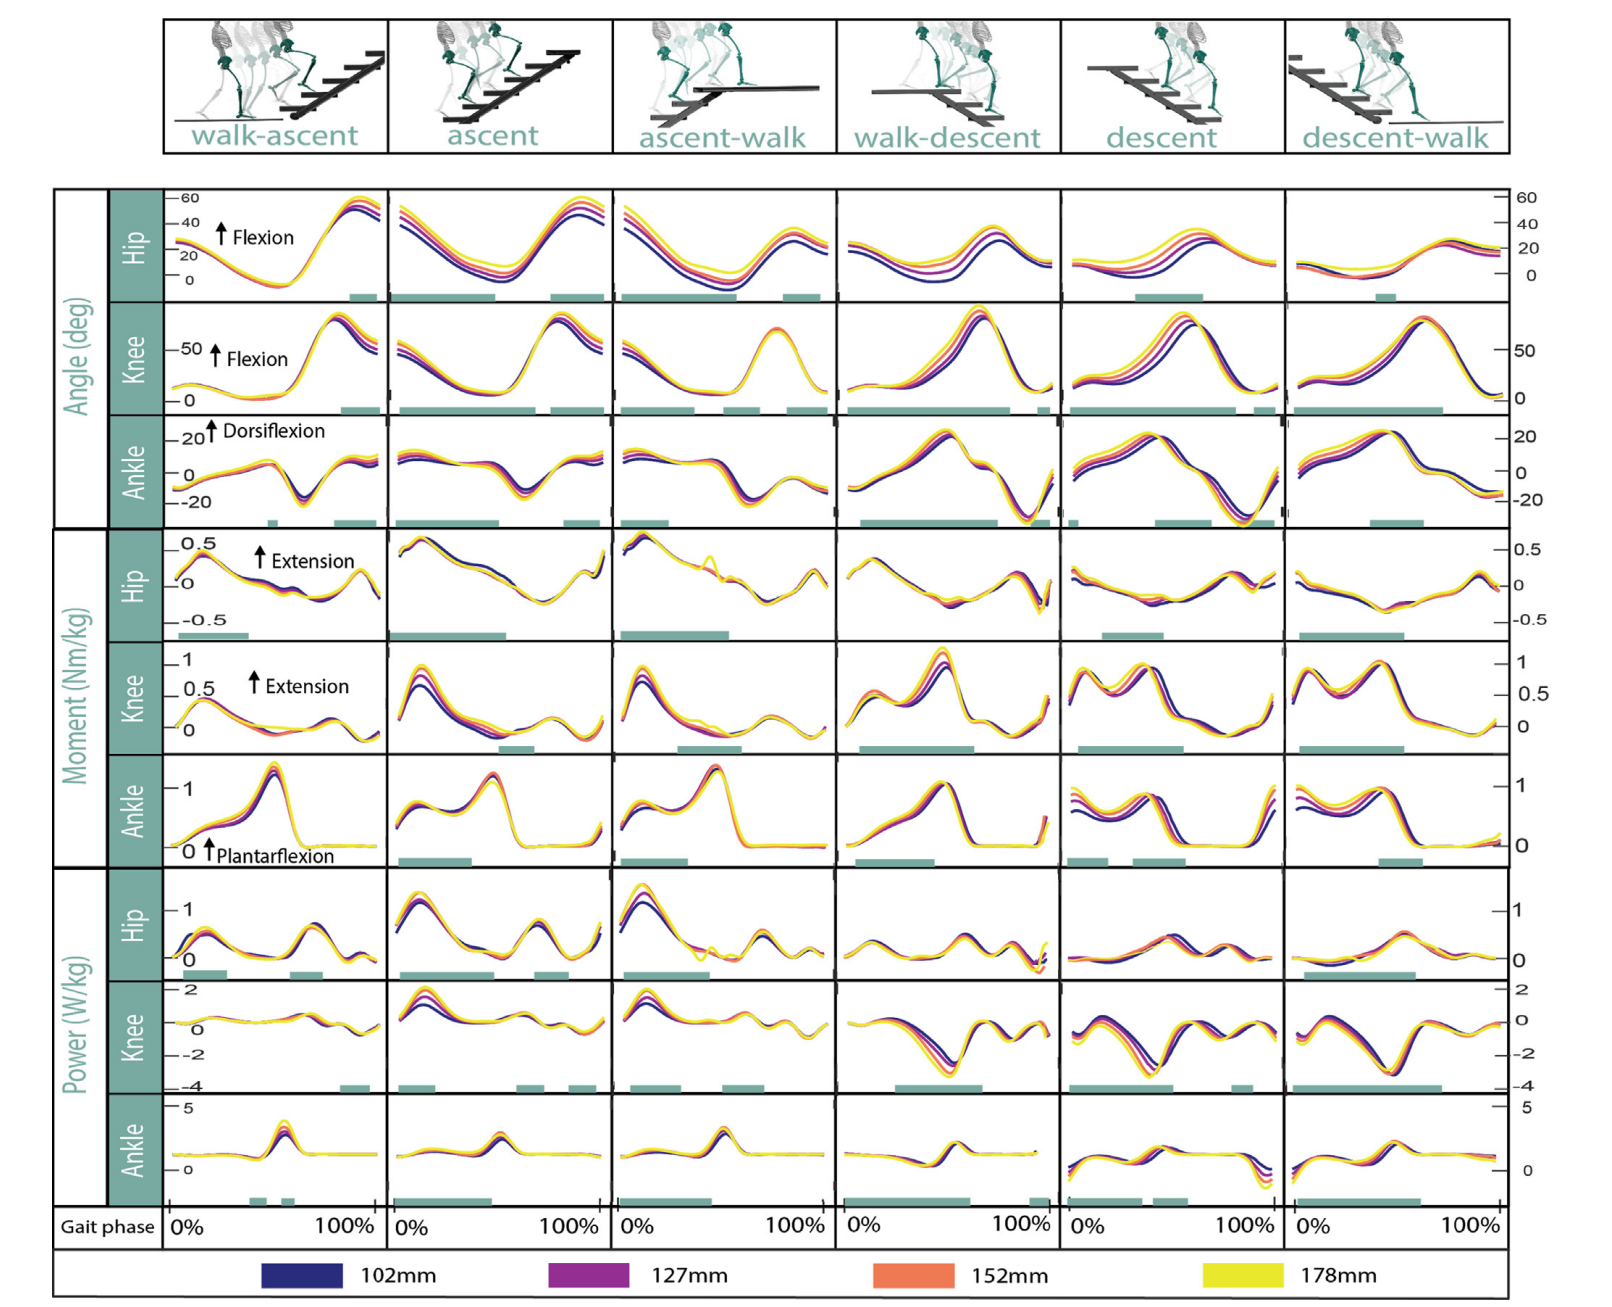 walk-ascent ascent ascent-walk walk-descent descent descent-walk
Angle (deg)
Hip
60
40
20
0
Flexion
60
40
20
0
Knee
50
0
Flexion
50
0
Ankle
20
0
-20
Dorsiflexion
20
0
-20
Moment (Nm/kg)
Hip
0.5
0
-0.5
Extension
0.5
0
-0.5
Knee
1
0.5
0
Extension
1
0.5
0
Ankle
1
0
Plantarflexion
1
0
Power (W/kg)
Hip
1
0
1
0
Knee
2
0
-2
-4
2
0
-2
-4
Ankle
5
0
5
0
Gait phase 0% 100% 0% 100% 0% 100% 0% 100% 0% 100% 0% 100%
102mm 127mm 152mm 178mm